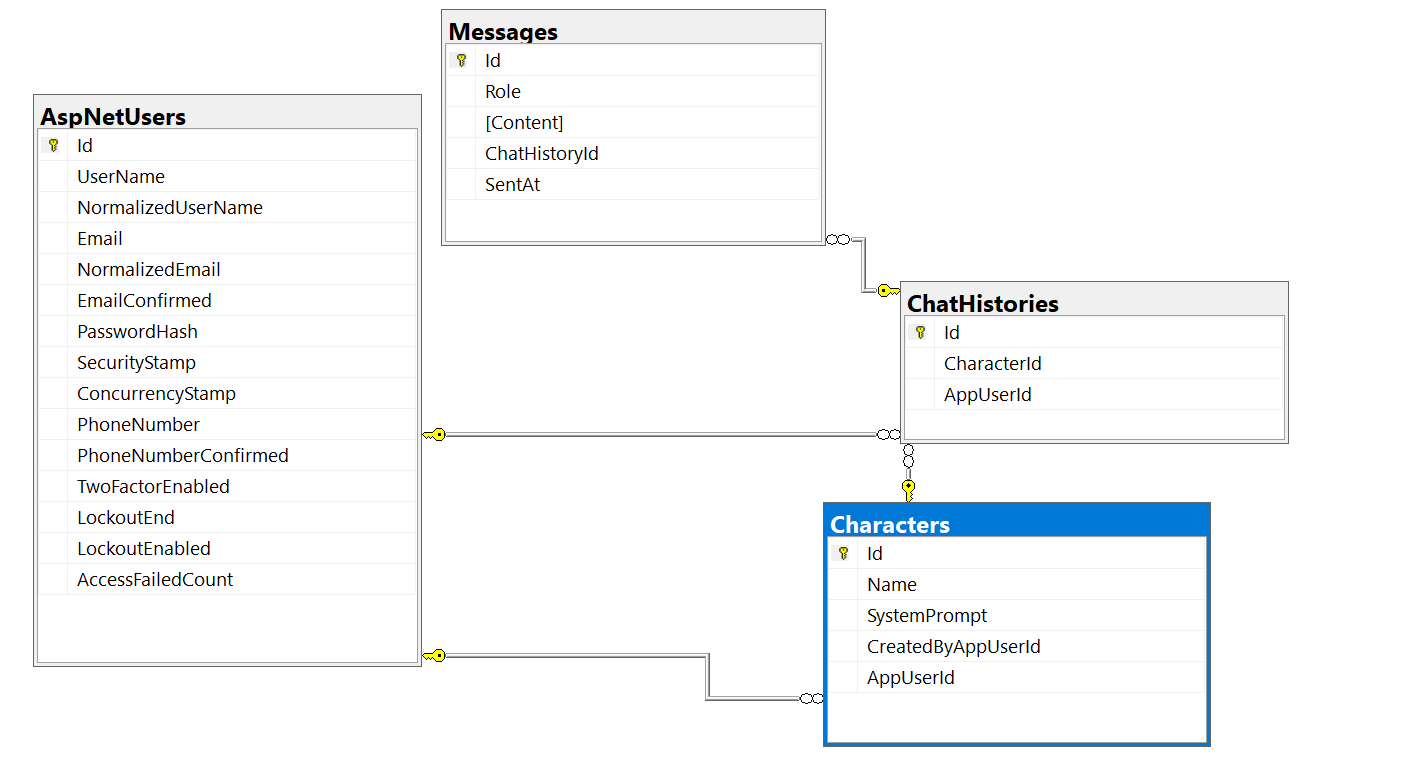 Messages
Id
Role
[Content]
ChatHistoryId
SentAt
AspNetUsers
Id
UserName
NormalizedUserName
Email
NormalizedEmail
EmailConfirmed
PasswordHash
SecurityStamp
ConcurrencyStamp
PhoneNumber
PhoneNumberConfirmed
TwoFactorEnabled
LockoutEnd
LockoutEnabled
AccessFailedCount
ChatHistories
Id
CharacterId
AppUserId
Characters
Id
Name
SystemPrompt
CreatedByAppUserId
AppUserId